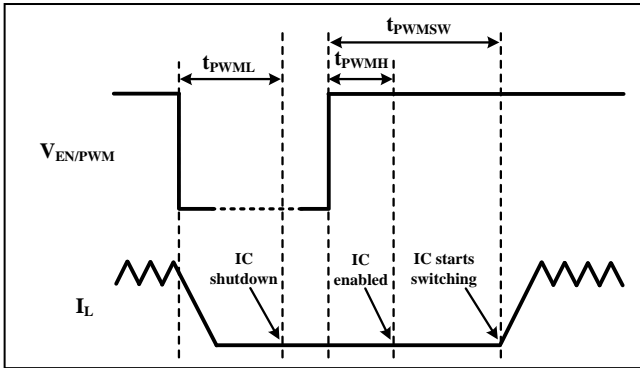 tPWMSW
tPWML
tPWMH
VEN/PWM
IC
shutdown
IC
enabled
IC starts
switching
IL